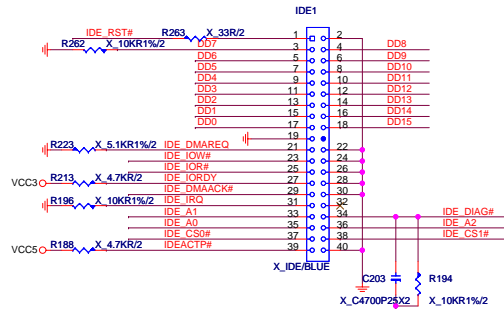 IDE1
IDE_RST# R263 X_33R/2 1 2
R262 X_10KR1%/2 DD7 3 4 DD8
DD6 5 6 DD9
DD5 7 8 DD10
DD4 9 10 DD11
DD3 11 12 DD12
DD2 13 14 DD13
DD1 15 16 DD14
DD0 17 18 DD15
19
R223 X_5.1KR1%/2 IDE_DMAREQ 21 22
IDE_IOW# 23 24
IDE_IOR# 25 26
VCC3 R213 X_4.7KR/2 IDE_IORDY 27 28
IDE_DMAACK# 29 30
R196 X_10KR1%/2 IDE_IRQ 31 32
IDE_A1 33 34 IDE_DIAG#
IDE_A0 35 36 IDE_A2
IDE_CS0# 37 38 IDE_CS1#
VCC5 R188 X_4.7KR/2 IDEACTP# 39 40
X_IDE/BLUE
C203 R194
X_C4700P25X2 X_10KR1%/2